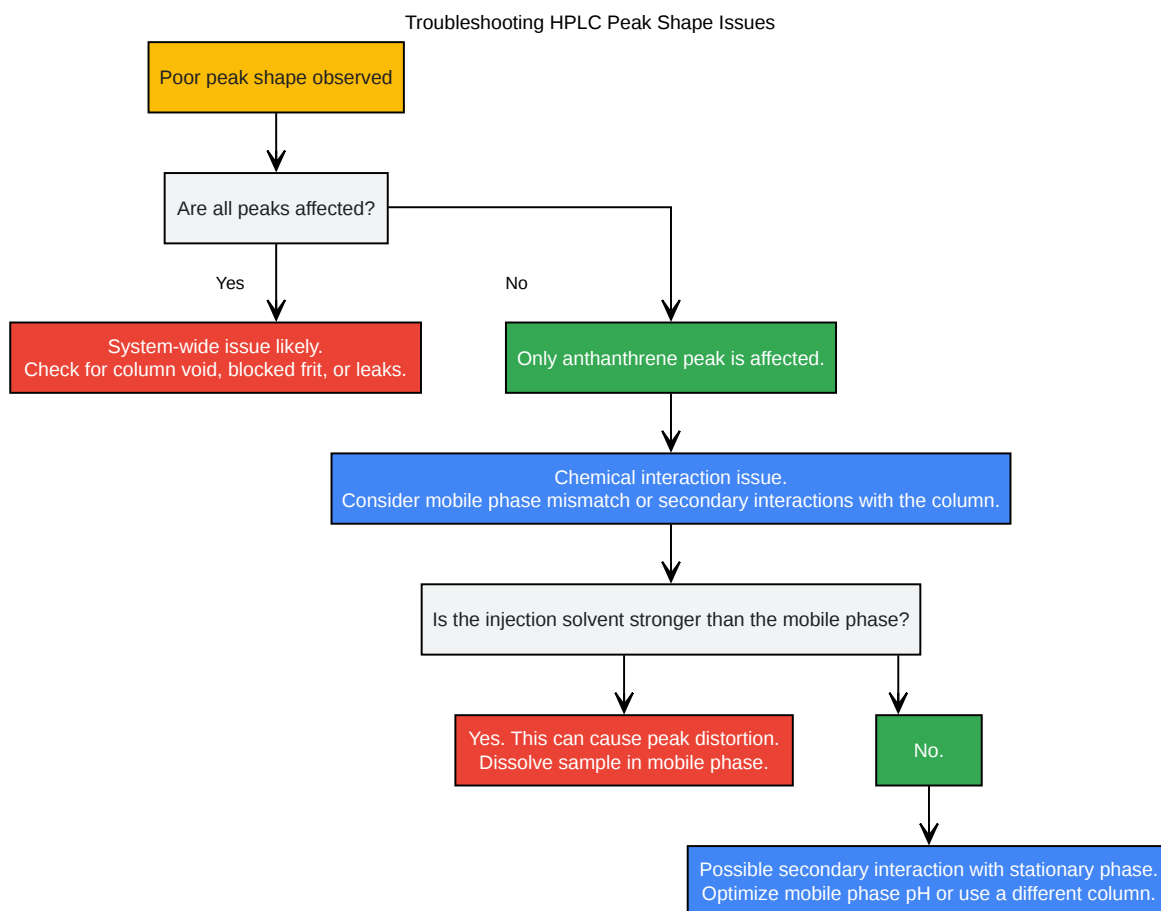 Troubleshooting HPLC Peak Shape Issues
Poor peak shape observed
Are all peaks affected?
Yes
No
System-wide issue likely.
Check for column void, blocked frit, or leaks.
Only anthanthrene peak is affected.
Chemical interaction issue.
Consider mobile phase mismatch or secondary interactions with the column.
Is the injection solvent stronger than the mobile phase?
Yes. This can cause peak distortion.
Dissolve sample in mobile phase.
No.
Possible secondary interaction with stationary phase.
Optimize mobile phase pH or use a different column.